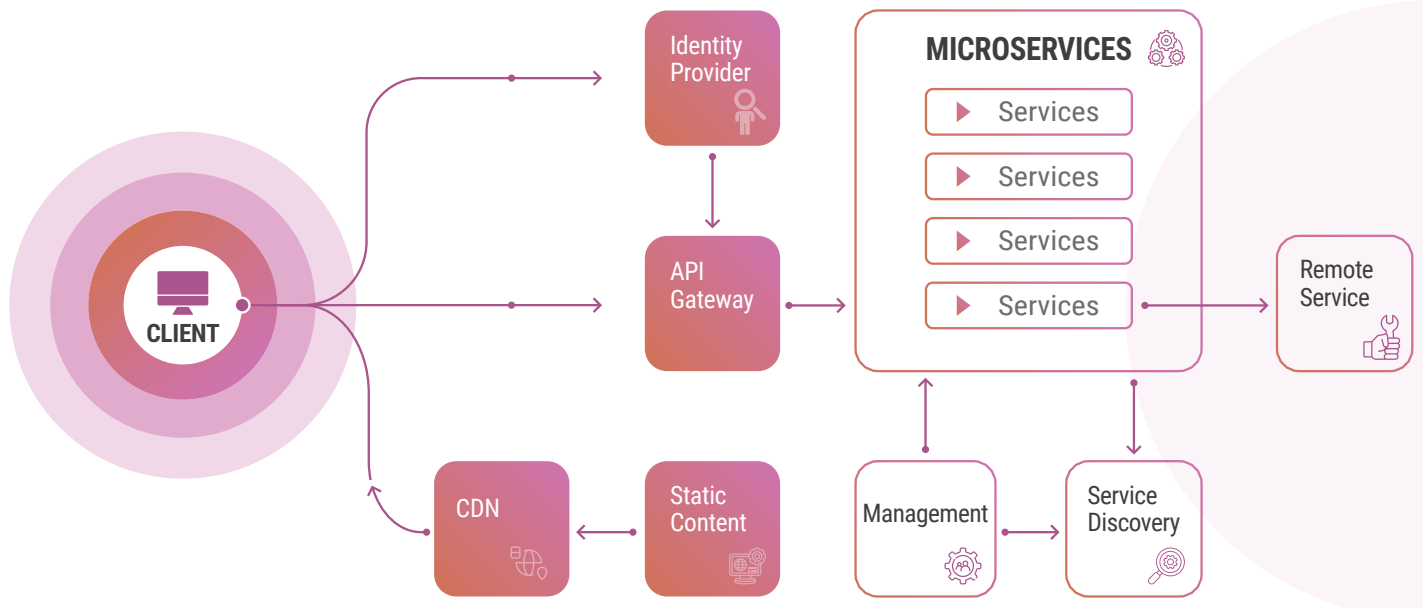 Identity
Provider
MICROSERVICES
Services
Services
Services
Services
CLIENT
API
Gateway
Remote
Service
CDN
Static
Content
Management
Service
Discovery